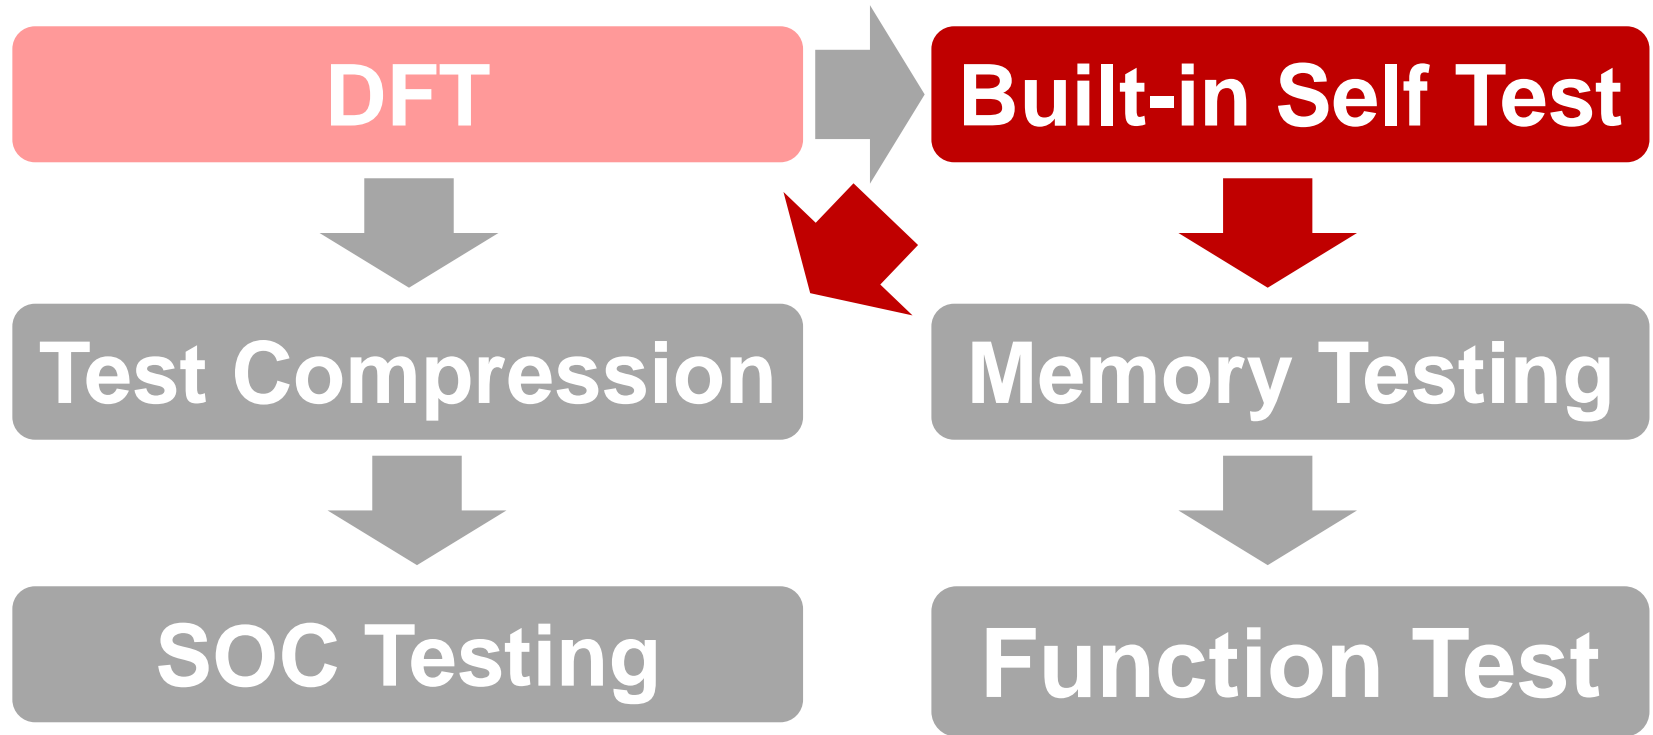 DFT
Built-in Self Test
Test Compression
Memory Testing
SOC Testing
Function Test